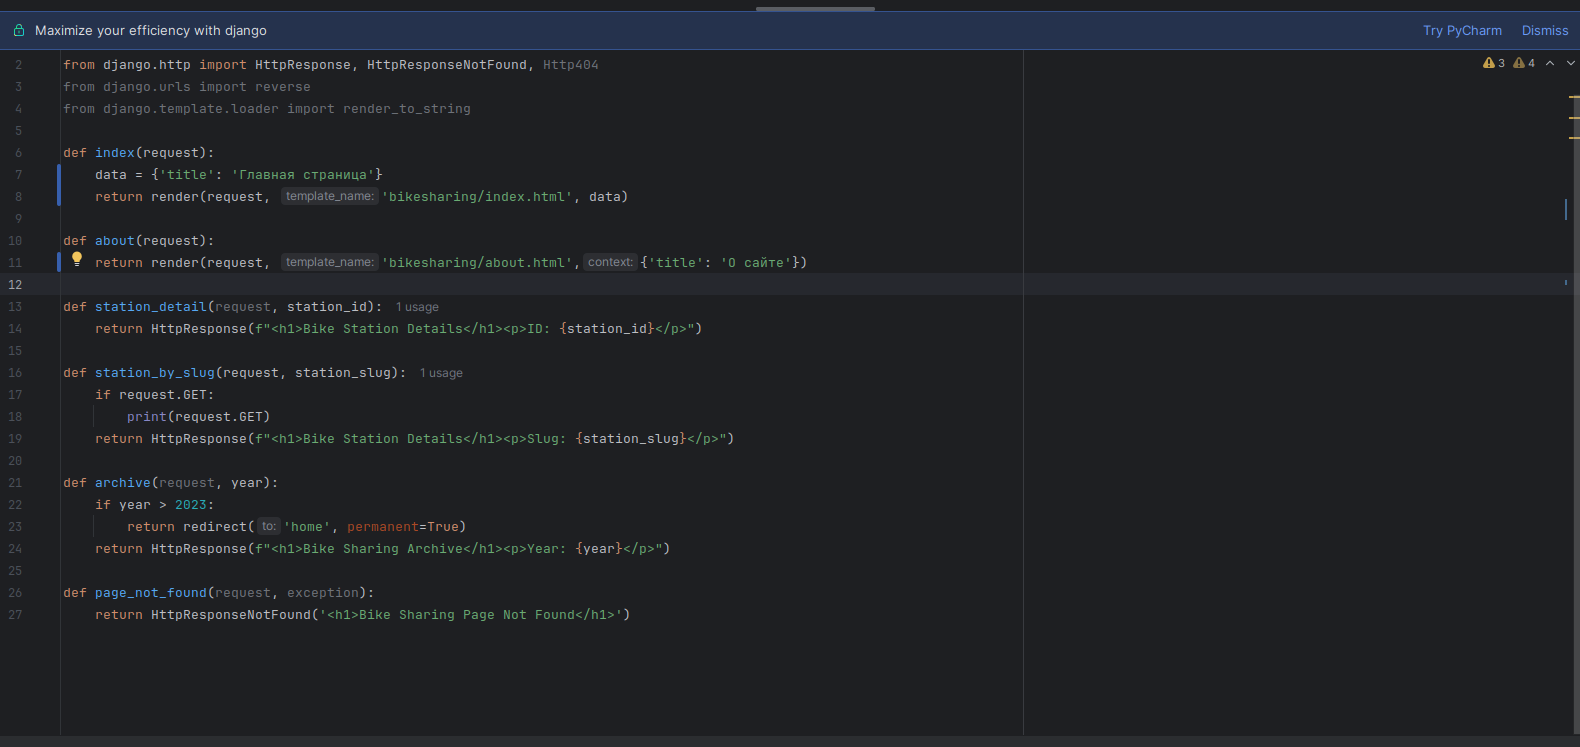 Maximize your efficiency with django Try PyCharm Dismiss
2 from django.http import HttpResponse, HttpResponseNotFound, Http404 3 4
3 from django.urls import reverse
4 from django.template.loader import render_to_string
5
6 def index(request):
7 data = {'title': 'Главная страница'}
8 return render(request, template_name: 'bikesharing/index.html', data)
9
10 def about(request):
11 return render(request, template_name: 'bikesharing/about.html', context: {'title': 'О сайте'})
12
13 def station_detail(request, station_id): 1 usage
14 return HttpResponse(f"<h1>Bike Station Details</h1><p>ID: {station_id}</p>")
15
16 def station_by_slug(request, station_slug): 1 usage
17 if request.GET:
18 print(request.GET)
19 return HttpResponse(f"<h1>Bike Station Details</h1><p>Slug: {station_slug}</p>")
20
21 def archive(request, year):
22 if year > 2023:
23 return redirect( to: 'home', permanent=True)
24 return HttpResponse(f"<h1>Bike Sharing Archive</h1><p>Year: {year}</p>")
25
26 def page_not_found(request, exception):
27 return HttpResponseNotFound('<h1>Bike Sharing Page Not Found</h1>')